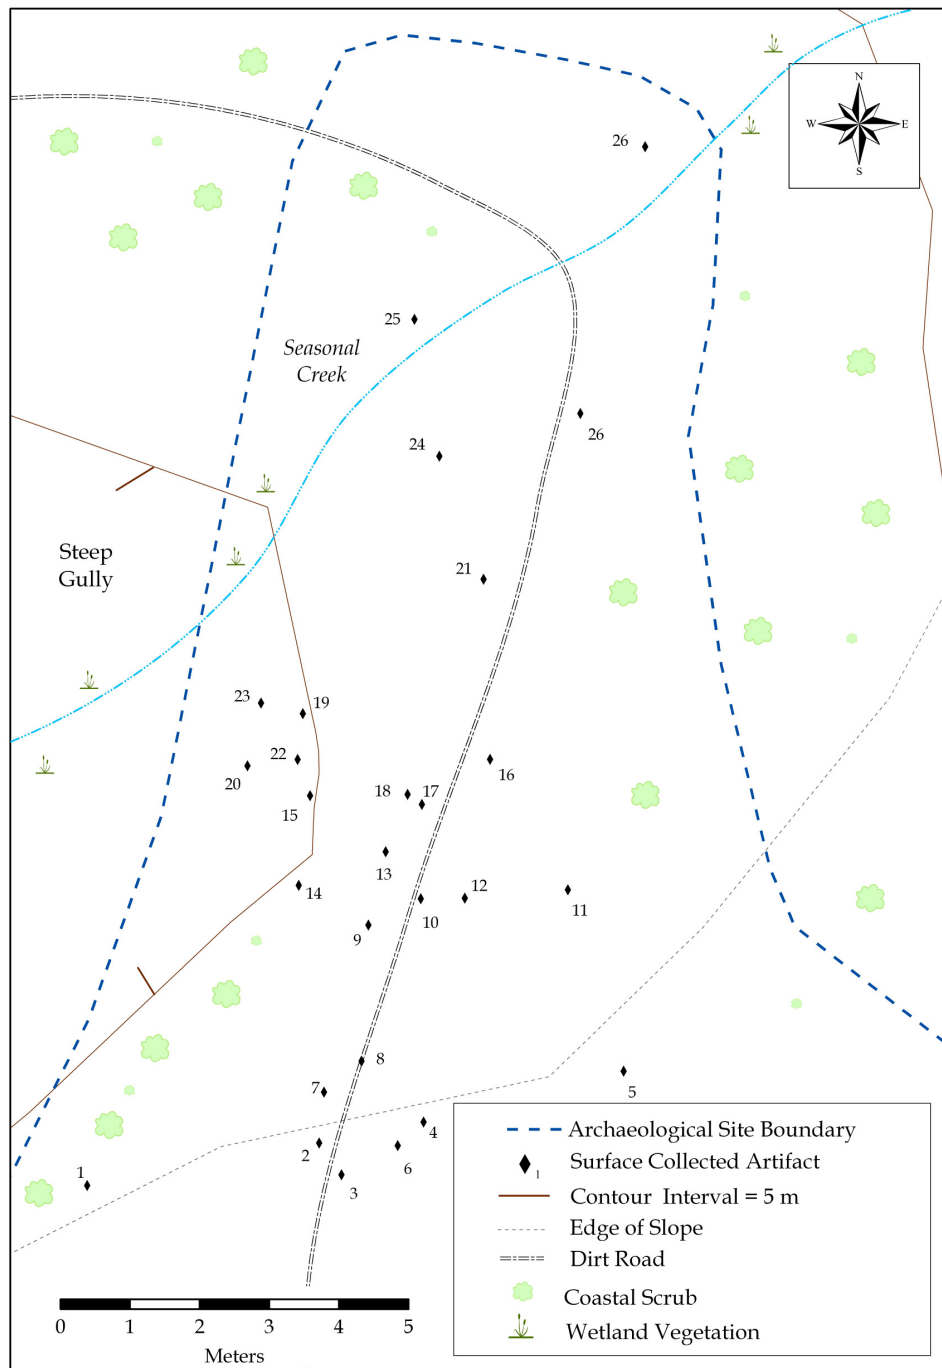 N
W E
S
26
25
Seasonal
Creek
26
24
Steep
Gully
21
23
19
22
20
16
15
18
17
13
14
12
10
11
9
8
7
5
4
2
6
1
3
Archaeological Site Boundary
1 Surface Collected Artifact
Contour Interval = 5 m
Edge of Slope
Dirt Road
Coastal Scrub
Wetland Vegetation
0 1 2 3 4 5
Meters